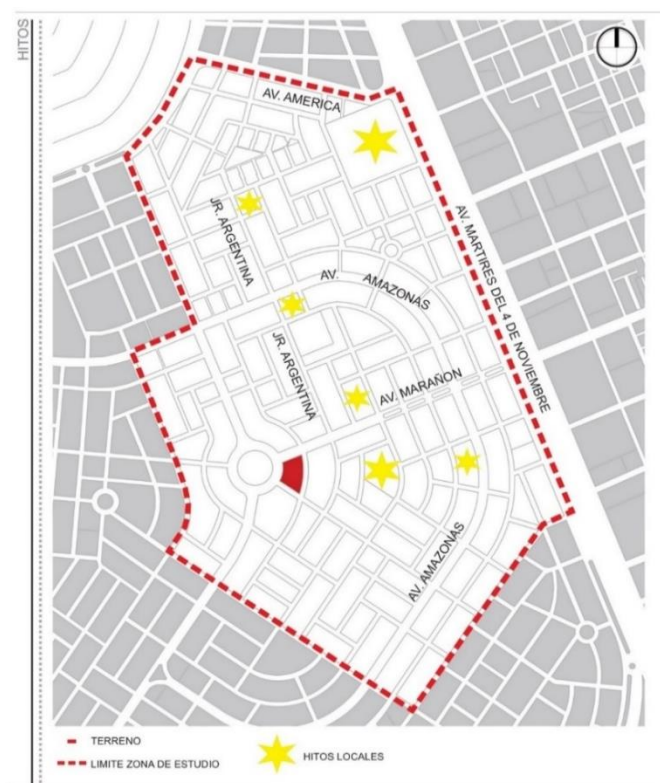 HITOS
AV. AMERICA
JR. ARGENTINA
AV. MARTIRES DEL 4 DE NOVIEMBRE
AV. AMAZONAS
JR. ARGENTINA
AV. MARAÑON
AV. AMAZONAS
TERRENO
LIMITE ZONA DE ESTUDIO
HITOS LOCALES